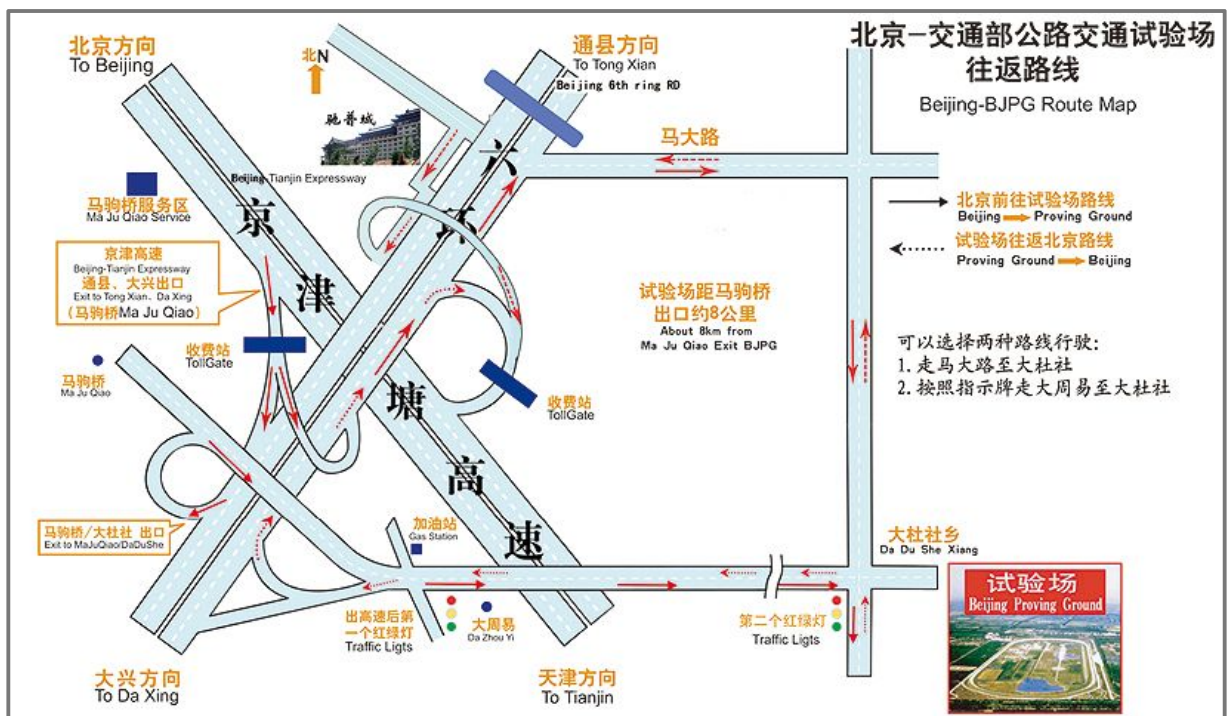 北京-交通部公路交通试验场
往返路线
Beijing-BJPG Route Map
北京方向
To Beijing
北N
通县方向
To Tong Xian
Beijing 6th ring RD
驰普城
Beijing-Tianjin Expressway
马大路
马驹桥服务区
Ma Ju Qiao Service
六环
京津塘高速
京津高速
Beijing-Tianjin Expressway
通县、大兴出口
Exit to Tong Xian、Da Xing
(马驹桥Ma Ju Qiao)
北京前往试验场路线
Beijing Proving Ground
试验场往返北京路线
Proving Ground Beijing
试验场距马驹桥
出口约8公里
About 8km from
Ma Ju Qiao Exit BJPG
可以选择两种路线行驶:
1. 走马大路至大杜社
2. 按照指示牌走大周易至大杜社
收费站
TollGate
马驹桥
Ma Ju Qiao
收费站
TollGate
马驹桥/大杜社 出口
Exit to MaJuQiao/DaDuShe
加油站
Gas Station
大杜社乡
Da Du She Xiang
出高速后第
一个红绿灯
Traffic Ligts
大周易
Da Zhou Yi
第二个红绿灯
Traffic Ligts
试验场
Beijing Proving Ground
大兴方向
To Da Xing
天津方向
To Tianjin